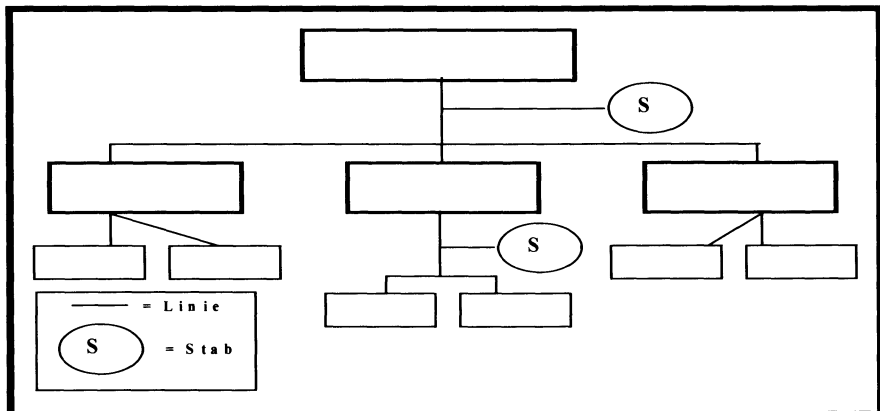 S
S
= Linie
S = Stab